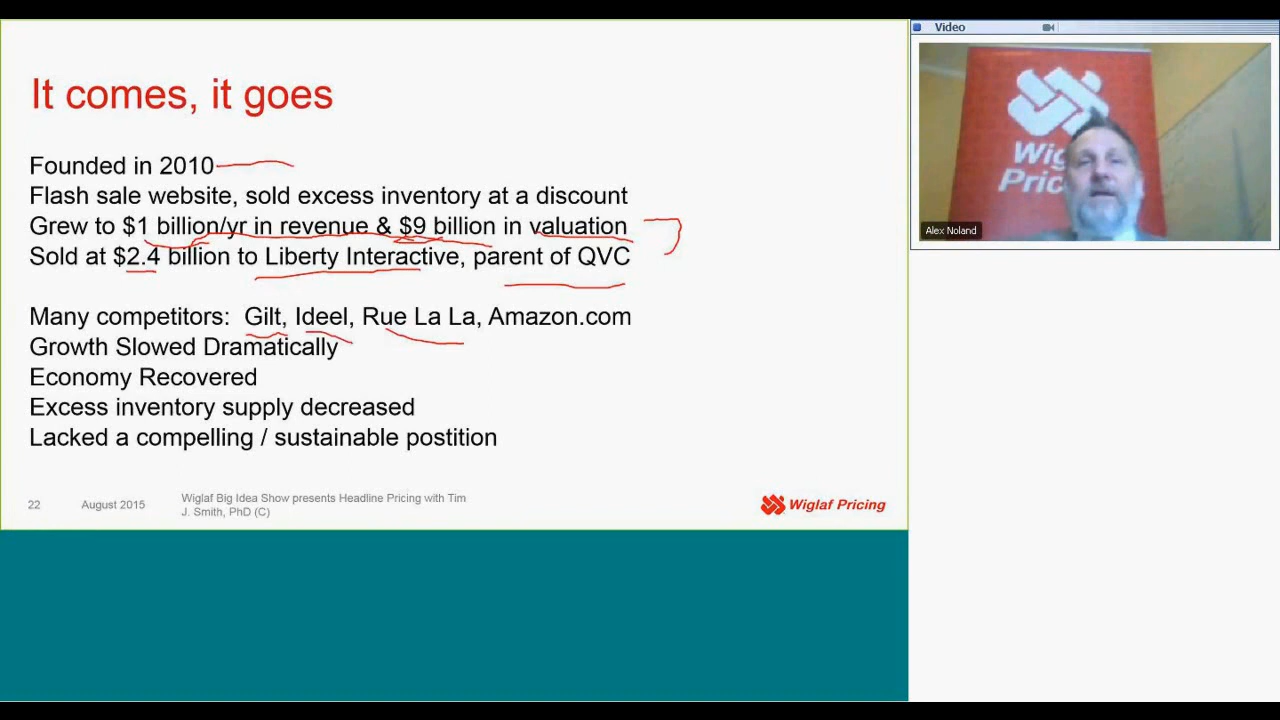 It comes, it goes
Founded in 2010
Flash sale website, sold excess inventory at a discount
Grew to $1 billion/yr in revenue & $9 billion in valuation
Sold at $2.4 billion to Liberty Interactive, parent of QVC
Many competitors: Gilt, Ideel, Rue La La, Amazon.com
Growth Slowed Dramatically
Economy Recovered
Excess inventory supply decreased
Lacked a compelling / sustainable postition
22 August 2015 Wiglaf Big Idea Show presents Headline Pricing with Tim
J. Smith, PhD (C)
Wiglaf Pricing
Video
Wig
Pric
Alex Noland